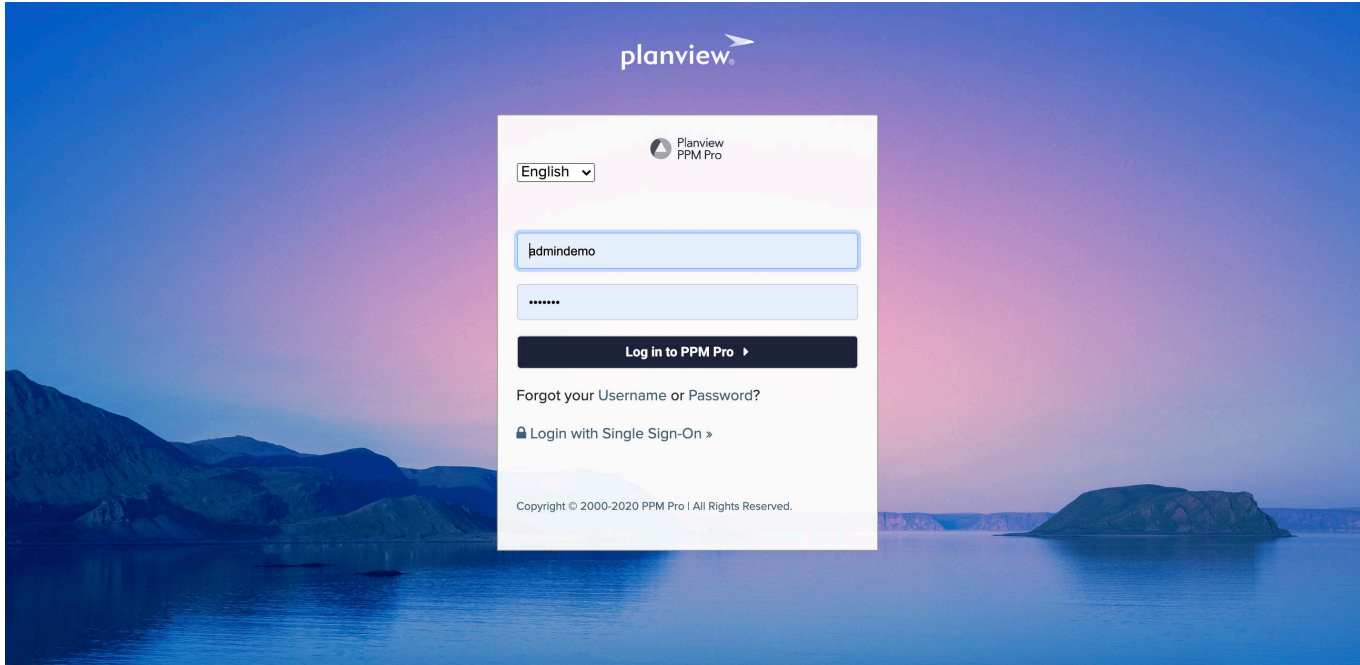 planview®
Planview
PPM Pro
English
admindemo
•••••••
Log in to PPM Pro
Forgot your Username or Password?
Login with Single Sign-On »
Copyright © 2000-2020 PPM Pro | All Rights Reserved.